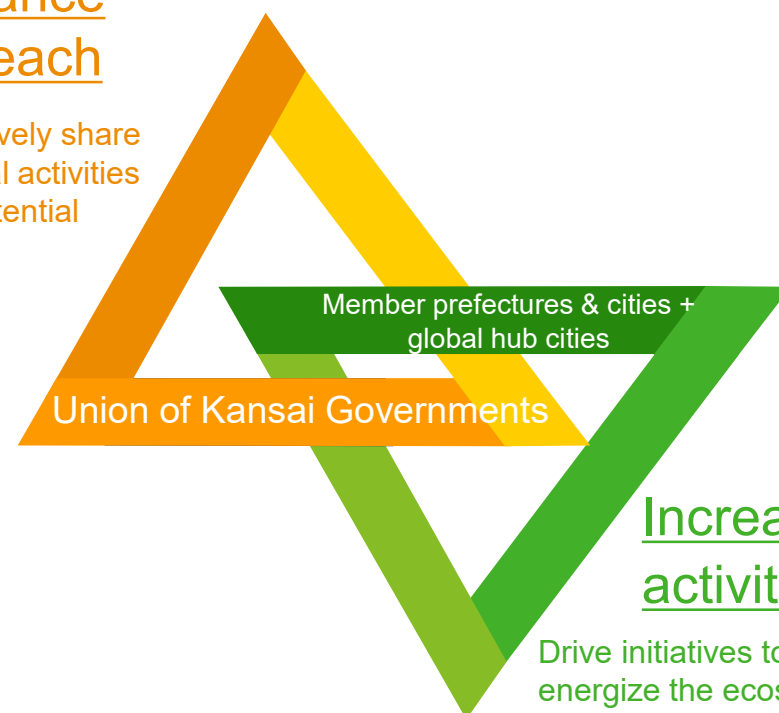 ance
each
vely share
l activities
tential
Member prefectures & cities +
global hub cities
Union of Kansai Governments
Increa
activit
Drive initiatives to
energize the ecos